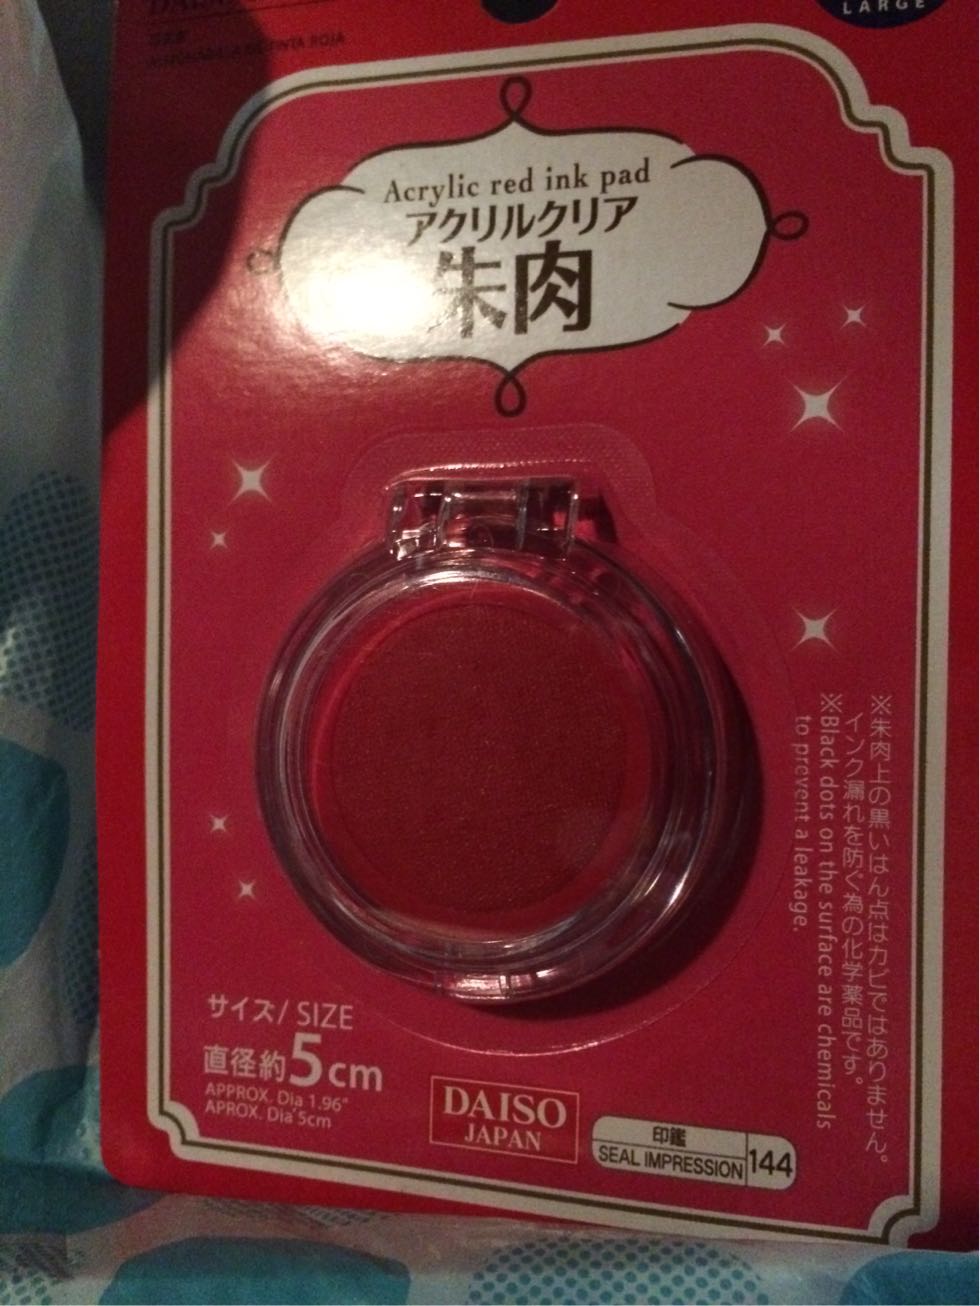 LARGE
TINTA ROJA
Acrylic red ink pad
アクリルクリア
朱肉
※朱肉上の黒いはん点はカビではありません。
インク漏れを防ぐ為の化学薬品です。
※Black dots on the surface are chemicals
to prevent a leakage.
サイズ/ SIZE
直径約5cm
APPROX. Dia 1.96"
APROX. Dia 5cm
DAISO
JAPAN
印鑑
SEAL IMPRESSION 144